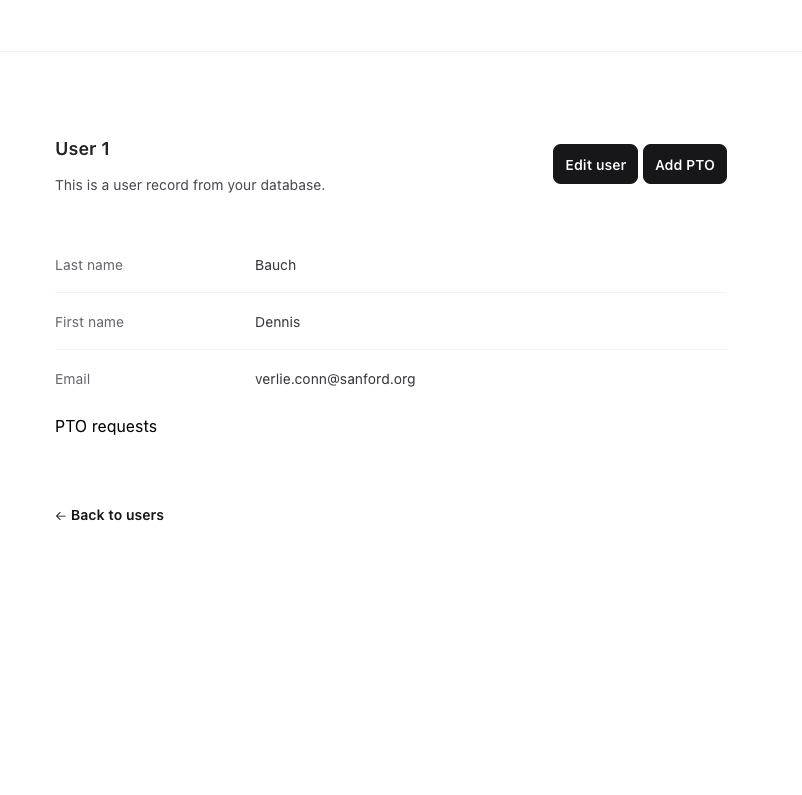 User 1
This is a user record from your database.
Edit user
Add PTO
Last name Bauch
First name Dennis
Email verlie.conn@sanford.org
PTO requests
← Back to users